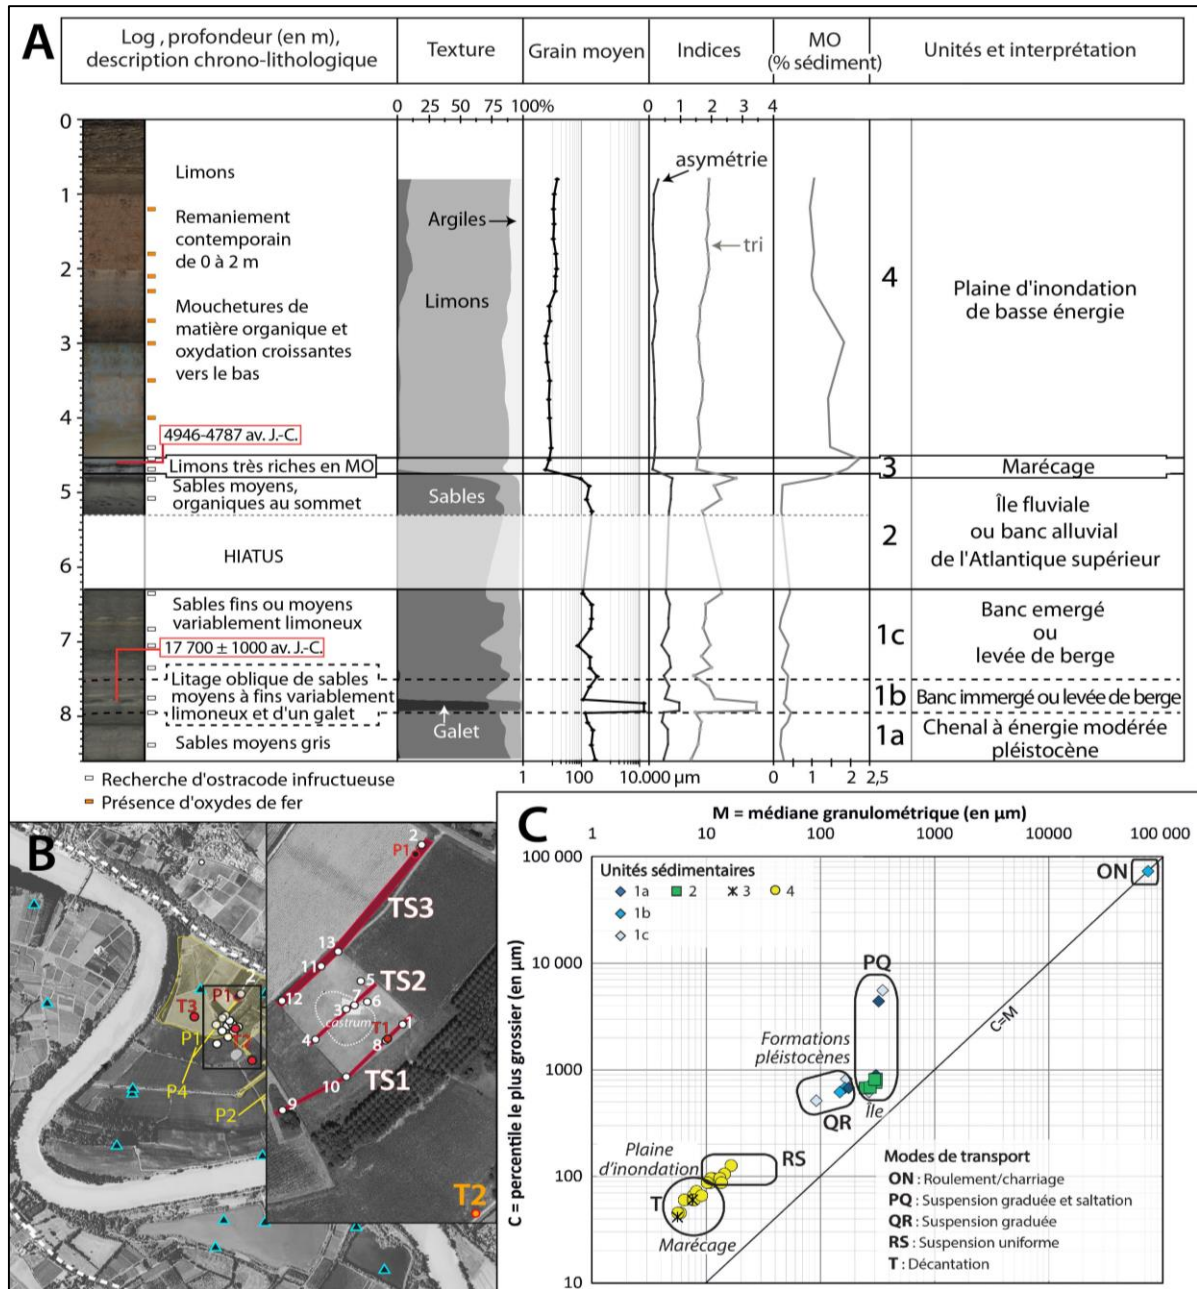 A
Log , profondeur (en m),
description chrono-lithologique
Texture
Grain moyen
Indices
MO
(% sédiment)
Unités et interprétation
0 25 50 75 100%
0 1 2 3 4
0
1
2
3
4
5
6
7
8
Limons
Remaniement
contemporain
de 0 à 2 m
Mouchetures de
matière organique et
oxydation croissantes
vers le bas
4946-4787 av. J.-C.
Limons très riches en MO
Sables moyens,
organiques au sommet
HIATUS
Sables fins ou moyens
variablement limoneux
17 700 ± 1000 av. J.-C.
Litage oblique de sables
moyens à fins variablement
limoneux et d'un galet
Sables moyens gris
Argiles
Limons
Sables
Galet
asymétrie
tri
4
Plaine d'inondation
de basse énergie
3
Marécage
2
Île fluviale
ou banc alluvial
de l'Atlantique supérieur
1c
Banc emergé
ou
levée de berge
1b
Banc immergé ou levée de berge
1a
Chenal à énergie modérée
pléistocène
1 100 10.000 µm
0 1 2 2,5
Recherche d'ostracode infructueuse
Présence d'oxydes de fer
B
2
P1
T3
P1
T2
P4
P2
2
P1
TS3
13
11
12
TS2
5
7
6
3
castrum
4
T1
1
8
TS1
10
9
T2
C
M = médiane granulométrique (en µm)
1 10 100 1000 10000 100 000
C = percentile le plus grossier (en µm)
100 000
10 000
1000
100
10
Unités sédimentaires
1a 2 3 4
1b
1c
ON
PQ
C=M
Formations
pléistocènes
QR
Île
Plaine
d'inondation
RS
T
Marécage
Modes de transport
ON : Roulement/charriage
PQ : Suspension graduée et saltation
QR : Suspension graduée
RS : Suspension uniforme
T : Décantation